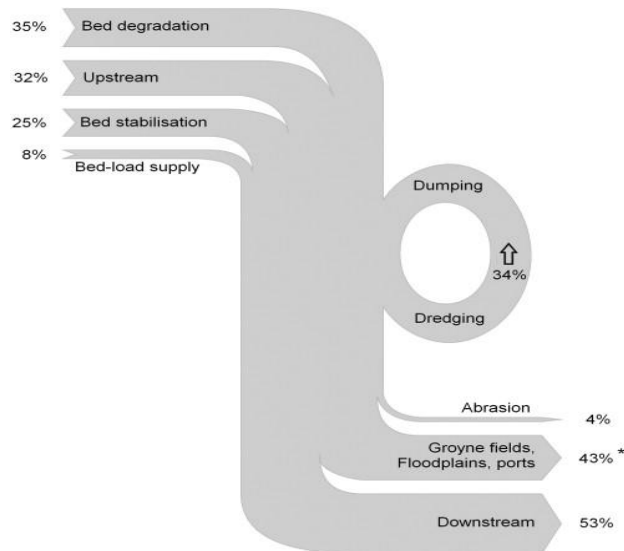 35% Bed degradation
32% Upstream
25% Bed stabilisation
8% Bed-load supply
Dumping
34%
Dredging
Abrasion 4%
Groyne fields,
Floodplains, ports 43% *
Downstream 53%